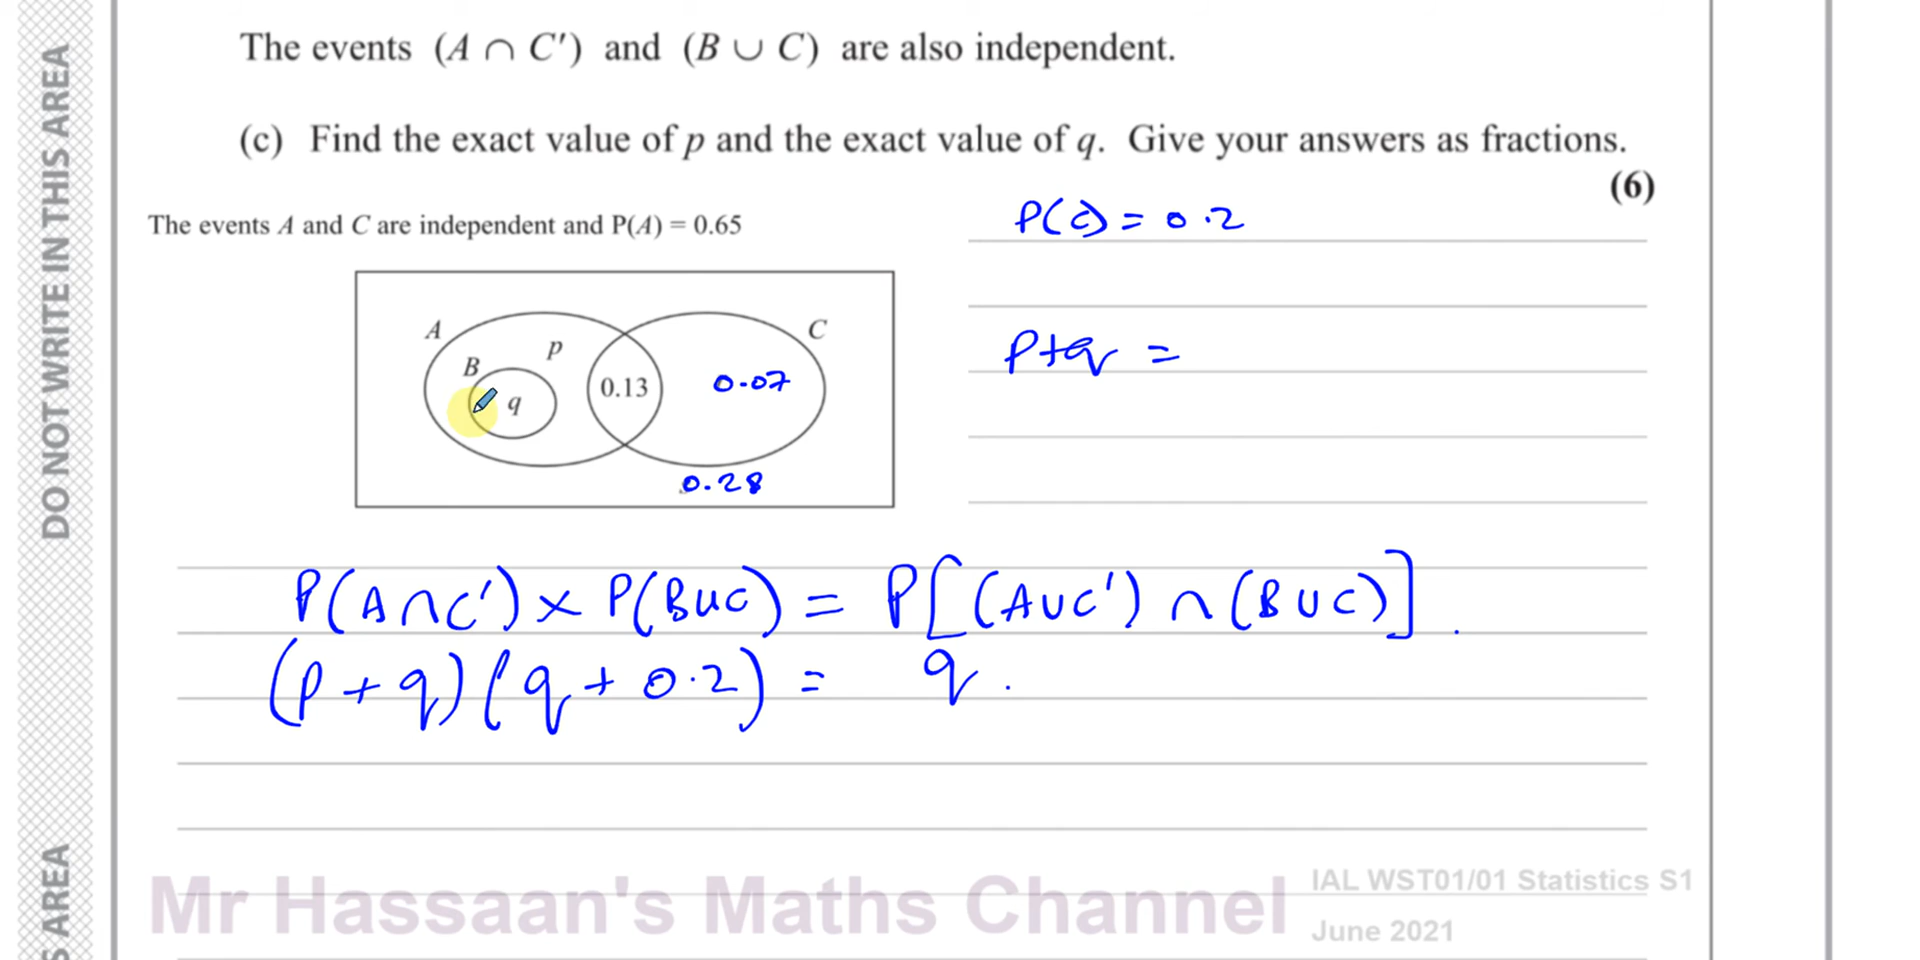 DO NOT WRITE IN THIS AREA
S AREA
The events (A ∩ C′) and (B ∪ C) are also independent.
(c) Find the exact value of p and the exact value of q. Give your answers as fractions.
(6)
The events A and C are independent and P(A) = 0.65
P(C) = 0.2
A
B
p
q
0.13
0.07
C
0.28
P+q =
P(A∩C') × P(BUC) = P[(AUC') ∩ (BUC)].
(P + q)(q + 0.2) = q.
Mr Hassaan's Maths Channel
IAL WST01/01 Statistics S1
June 2021